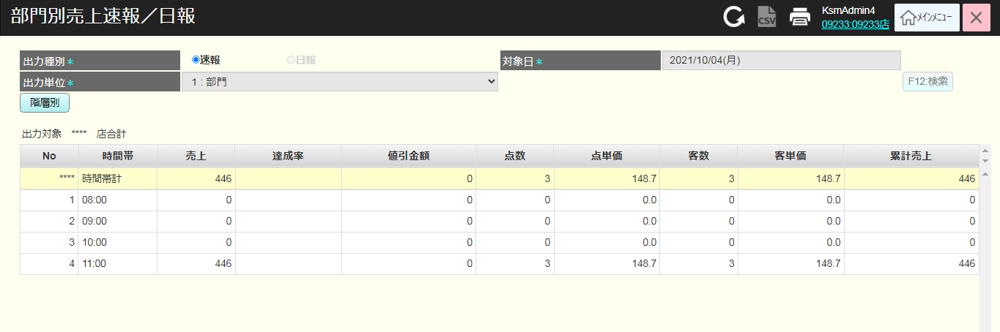 部門別売上速報／日報
CSV
KsmAdmin4
09233:09233店
メインメニュー
出力種別＊ 速報 日報 対象日＊ 2021/10/04(月)
出力単位＊ 1 : 部門 F12:検索
階層別
出力対象 **** 店合計
No 時間帯 売上 達成率 値引金額 点数 点単価 客数 客単価 累計売上
**** 時間帯計 446 0 3 148.7 3 148.7 446
1 08:00 0 0 0 0.0 0 0.0 0
2 09:00 0 0 0 0.0 0 0.0 0
3 10:00 0 0 0 0.0 0 0.0 0
4 11:00 446 0 3 148.7 3 148.7 446